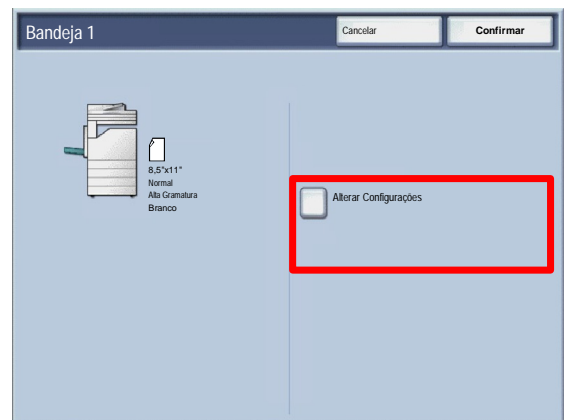 Bandeja 1
Cancelar
Confirmar
8,5"x11"
Normal
Alta Gramatura
Branco
Alterar Configurações